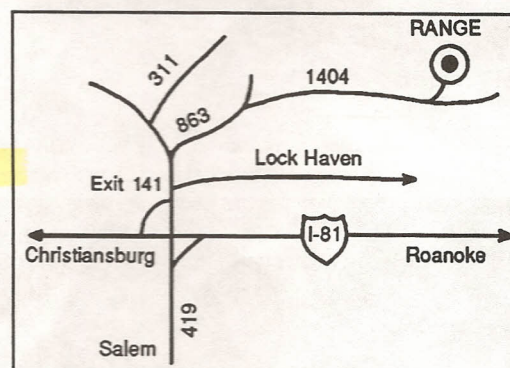 RANGE
311
1404
863
Lock Haven
Exit 141
I-81
Christiansburg
Roanoke
419
Salem